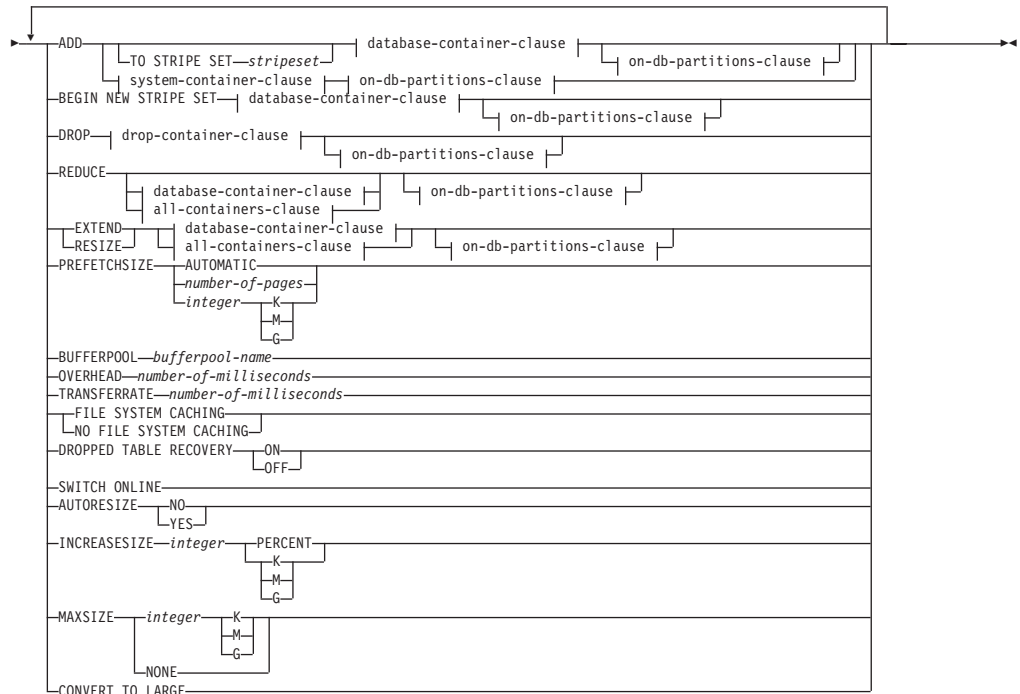 ADD database-container-clause
TO STRIPE SET stripeset on-db-partitions-clause
system-container-clause on-db-partitions-clause
BEGIN NEW STRIPE SET database-container-clause
on-db-partitions-clause
DROP drop-container-clause
on-db-partitions-clause
REDUCE
database-container-clause on-db-partitions-clause
all-containers-clause
EXTEND database-container-clause
RESIZE all-containers-clause on-db-partitions-clause
PREFETCHSIZE AUTOMATIC
number-of-pages
integer K
M
G
BUFFERPOOL bufferpool-name
OVERHEAD number-of-milliseconds
TRANSFERRATE number-of-milliseconds
FILE SYSTEM CACHING
NO FILE SYSTEM CACHING
DROPPED TABLE RECOVERY ON
OFF
SWITCH ONLINE
AUTORESIZE NO
YES
INCREASESIZE integer PERCENT
K
M
G
MAXSIZE integer K
M
G
NONE
CONVERT TO LARGE